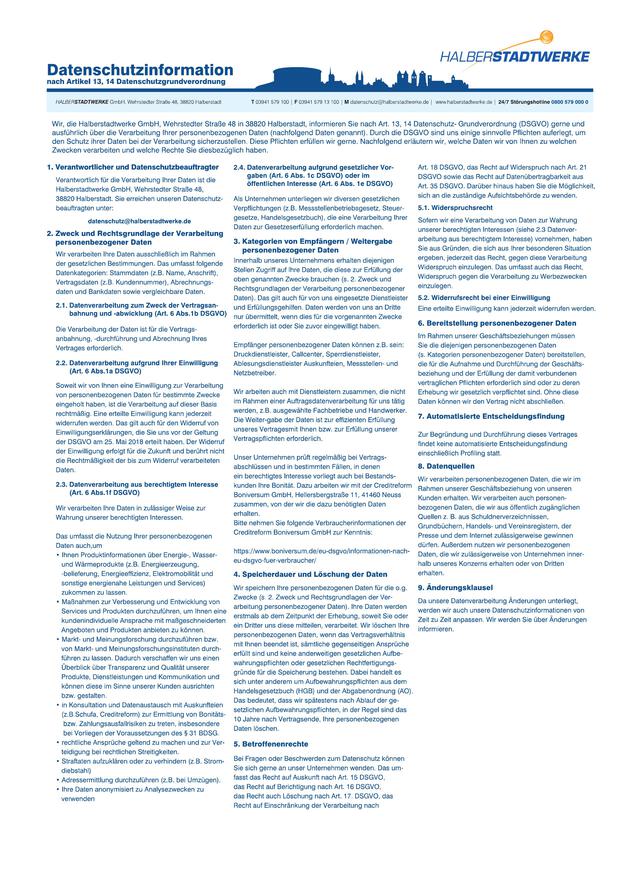 HALBERSTADTWERKE
Datenschutzinformation
nach Artikel 13, 14 Datenschutzgrundverordnung
HALBERSTADTWERKE GmbH, Wehrstedter Straße 48, 38820 Halberstadt T 03941 579 100 | F 03941 579 13 100 | M datenschutz@halberstadtwerke.de | www.halberstadtwerke.de | 24/7 Störungshotline 0800 579 000 0
Wir, die Halberstadtwerke GmbH, Wehrstedter Straße 48 in 38820 Halberstadt, informieren Sie nach Art. 13, 14 Datenschutz- Grundverordnung (DSGVO) gerne und
ausführlich über die Verarbeitung Ihrer personenbezogenen Daten (nachfolgend Daten genannt). Durch die DSGVO sind uns einige sinnvolle Pflichten auferlegt, um
den Schutz ihrer Daten bei der Verarbeitung sicherzustellen. Diese Pflichten erfüllen wir gerne. Nachfolgend erläutern wir, welche Daten wir von Ihnen zu welchen
Zwecken verarbeiten und welche Rechte Sie diesbezüglich haben.
1. Verantwortlicher und Datenschutzbeauftragter
Verantwortlich für die Verarbeitung Ihrer Daten ist die
Halberstadtwerke GmbH, Wehrstedter Straße 48,
38820 Halberstadt. Sie erreichen unseren Datenschutz-
beauftragten unter:
datenschutz@halberstadtwerke.de
2. Zweck und Rechtsgrundlage der Verarbeitung
personenbezogener Daten
Wir verarbeiten Ihre Daten ausschließlich im Rahmen
der gesetzlichen Bestimmungen. Das umfasst folgende
Datenkategorien: Stammdaten (z.B. Name, Anschrift),
Vertragsdaten (z.B. Kundennummer), Abrechnungs-
daten und Bankdaten sowie vergleichbare Daten.
2.1. Datenverarbeitung zum Zweck der Vertragsan-
bahnung und -abwicklung (Art. 6 Abs.1b DSGVO)
Die Verarbeitung der Daten ist für die Vertrags-
anbahnung, -durchführung und Abrechnung Ihres
Vertrages erforderlich.
2.2. Datenverarbeitung aufgrund Ihrer Einwilligung
(Art. 6 Abs.1a DSGVO)
Soweit wir von Ihnen eine Einwilligung zur Verarbeitung
von personenbezogenen Daten für bestimmte Zwecke
eingeholt haben, ist die Verarbeitung auf dieser Basis
rechtmäßig. Eine erteilte Einwilligung kann jederzeit
widerrufen werden. Das gilt auch für den Widerruf von
Einwilligungserklärungen, die Sie uns vor der Geltung
der DSGVO am 25. Mai 2018 erteilt haben. Der Widerruf
der Einwilligung erfolgt für die Zukunft und berührt nicht
die Rechtmäßigkeit der bis zum Widerruf verarbeiteten
Daten.
2.3. Datenverarbeitung aus berechtigtem Interesse
(Art. 6 Abs.1f DSGVO)
Wir verarbeiten Ihre Daten in zulässiger Weise zur
Wahrung unserer berechtigten Interessen.
Das umfasst die Nutzung Ihrer personenbezogenen
Daten auch,um
• Ihnen Produktinformationen über Energie-, Wasser-
und Wärmeprodukte (z.B. Energieerzeugung,
-belieferung, Energieeffizienz, Elektromobilität und
sonstige energienahe Leistungen und Services)
zukommen zu lassen.
• Maßnahmen zur Verbesserung und Entwicklung von
Services und Produkten durchzuführen, um Ihnen eine
kundenindividuelle Ansprache mit maßgeschneiderten
Angeboten und Produkten anbieten zu können.
• Markt- und Meinungsforschung durchzuführen bzw.
von Markt- und Meinungsforschungsinstituten durch-
führen zu lassen. Dadurch verschaffen wir uns einen
Überblick über Transparenz und Qualität unserer
Produkte, Dienstleistungen und Kommunikation und
können diese im Sinne unserer Kunden ausrichten
bzw. gestalten.
• in Konsultation und Datenaustausch mit Auskunfteien
(z.B.Schufa, Creditreform) zur Ermittlung von Bonitäts-
bzw. Zahlungsausfallrisiken zu treten, insbesondere
bei Vorliegen der Voraussetzungen des § 31 BDSG.
• rechtliche Ansprüche geltend zu machen und zur Ver-
teidigung bei rechtlichen Streitigkeiten.
• Straftaten aufzuklären oder zu verhindern (z.B. Strom-
diebstahl)
• Adressermittlung durchzuführen (z.B. bei Umzügen).
• Ihre Daten anonymisiert zu Analysezwecken zu
verwenden
2.4. Datenverarbeitung aufgrund gesetzlicher Vor-
gaben (Art. 6 Abs. 1c DSGVO) oder im
öffentlichen Interesse (Art. 6 Abs. 1e DSGVO)
Als Unternehmen unterliegen wir diversen gesetzlichen
Verpflichtungen (z.B. Messstellenbetriebsgesetz, Steuer-
gesetze, Handelsgesetzbuch), die eine Verarbeitung Ihrer
Daten zur Gesetzeserfüllung erforderlich machen.
3. Kategorien von Empfängern / Weitergabe
personenbezogener Daten
Innerhalb unseres Unternehmens erhalten diejenigen
Stellen Zugriff auf Ihre Daten, die diese zur Erfüllung der
oben genannten Zwecke brauchen (s. 2. Zweck und
Rechtsgrundlagen der Verarbeitung personenbezogener
Daten). Das gilt auch für von uns eingesetzte Dienstleister
und Erfüllungsgehilfen. Daten werden von uns an Dritte
nur übermittelt, wenn dies für die vorgenannten Zwecke
erforderlich ist oder Sie zuvor eingewilligt haben.
Empfänger personenbezogener Daten können z.B. sein:
Druckdienstleister, Callcenter, Sperrdienstleister,
Ablesungsdienstleister Auskunfteien, Messstellen- und
Netzbetreiber.
Wir arbeiten auch mit Dienstleistern zusammen, die nicht
im Rahmen einer Auftragsdatenverarbeitung für uns tätig
werden, z.B. ausgewählte Fachbetriebe und Handwerker.
Die Weiter-gabe der Daten ist zur effizienten Erfüllung
unseres Vertragesmit Ihnen bzw. zur Erfüllung unserer
Vertragspflichten erforderlich.
Unser Unternehmen prüft regelmäßig bei Vertrags-
abschlüssen und in bestimmten Fällen, in denen
ein berechtigtes Interesse vorliegt auch bei Bestands-
kunden Ihre Bonität. Dazu arbeiten wir mit der Creditreform
Boniversum GmbH, Hellersbergstraße 11, 41460 Neuss
zusammen, von der wir die dazu benötigten Daten
erhalten.
Bitte nehmen Sie folgende Verbraucherinformationen der
Creditreform Boniversum GmbH zur Kenntnis:
https://www.boniversum.de/eu-dsgvo/informationen-nach-
eu-dsgvo-fuer-verbraucher/
4. Speicherdauer und Löschung der Daten
Wir speichern Ihre personenbezogenen Daten für die o.g.
Zwecke (s. 2. Zweck und Rechtsgrundlagen der Ver-
arbeitung personenbezogener Daten). Ihre Daten werden
erstmals ab dem Zeitpunkt der Erhebung, soweit Sie oder
ein Dritter uns diese mitteilen, verarbeitet. Wir löschen Ihre
personenbezogenen Daten, wenn das Vertragsverhältnis
mit Ihnen beendet ist, sämtliche gegenseitigen Ansprüche
erfüllt sind und keine anderweitigen gesetzlichen Aufbe-
wahrungspflichten oder gesetzlichen Rechtfertigungs-
gründe für die Speicherung bestehen. Dabei handelt es
sich unter anderem um Aufbewahrungspflichten aus dem
Handelsgesetzbuch (HGB) und der Abgabenordnung (AO).
Das bedeutet, dass wir spätestens nach Ablauf der ge-
setzlichen Aufbewahrungspflichten, in der Regel sind das
10 Jahre nach Vertragsende, Ihre personenbezogenen
Daten löschen.
5. Betroffenenrechte
Bei Fragen oder Beschwerden zum Datenschutz können
Sie sich gerne an unser Unternehmen wenden. Das um-
fasst das Recht auf Auskunft nach Art. 15 DSGVO,
das Recht auf Berichtigung nach Art. 16 DSGVO,
das Recht auch Löschung nach Art. 17. DSGVO, das
Recht auf Einschränkung der Verarbeitung nach
Art. 18 DSGVO, das Recht auf Widerspruch nach Art. 21
DSGVO sowie das Recht auf Datenübertragbarkeit aus
Art. 35 DSGVO. Darüber hinaus haben Sie die Möglichkeit,
sich an die zuständige Aufsichtsbehörde zu wenden.
5.1. Widerspruchsrecht
Sofern wir eine Verarbeitung von Daten zur Wahrung
unserer berechtigten Interessen (siehe 2.3 Datenver-
arbeitung aus berechtigtem Interesse) vornehmen, haben
Sie aus Gründen, die sich aus Ihrer besonderen Situation
ergeben, jederzeit das Recht, gegen diese Verarbeitung
Widerspruch einzulegen. Das umfasst auch das Recht,
Widerspruch gegen die Verarbeitung zu Werbezwecken
einzulegen.
5.2. Widerrufsrecht bei einer Einwilligung
Eine erteilte Einwilligung kann jederzeit widerrufen werden.
6. Bereitstellung personenbezogener Daten
Im Rahmen unserer Geschäftsbeziehungen müssen
Sie die diejenigen personenbezogenen Daten
(s. Kategorien personenbezogener Daten) bereitstellen,
die für die Aufnahme und Durchführung der Geschäfts-
beziehung und der Erfüllung der damit verbundenen
vertraglichen Pflichten erforderlich sind oder zu deren
Erhebung wir gesetzlich verpflichtet sind. Ohne diese
Daten können wir den Vertrag nicht abschließen.
7. Automatisierte Entscheidungsfindung
Zur Begründung und Durchführung dieses Vertrages
findet keine automatisierte Entscheidungsfindung
einschließlich Profiling statt.
8. Datenquellen
Wir verarbeiten personenbezogene Daten, die wir im
Rahmen unserer Geschäftsbeziehung von unseren
Kunden erhalten. Wir verarbeiten auch personen-
bezogene Daten, die wir aus öffentlich zugänglichen
Quellen z. B. aus Schuldnerverzeichnissen,
Grundbüchern, Handels- und Vereinsregistern, der
Presse und dem Internet zulässigerweise gewinnen
dürfen. Außerdem nutzen wir personenbezogene
Daten, die wir zulässigerweise von Unternehmen inner-
halb unseres Konzerns erhalten oder von Dritten
erhalten.
9. Änderungsklausel
Da unsere Datenverarbeitung Änderungen unterliegt,
werden wir auch unsere Datenschutzinformationen von
Zeit zu Zeit anpassen. Wir werden Sie über Änderungen
informieren.